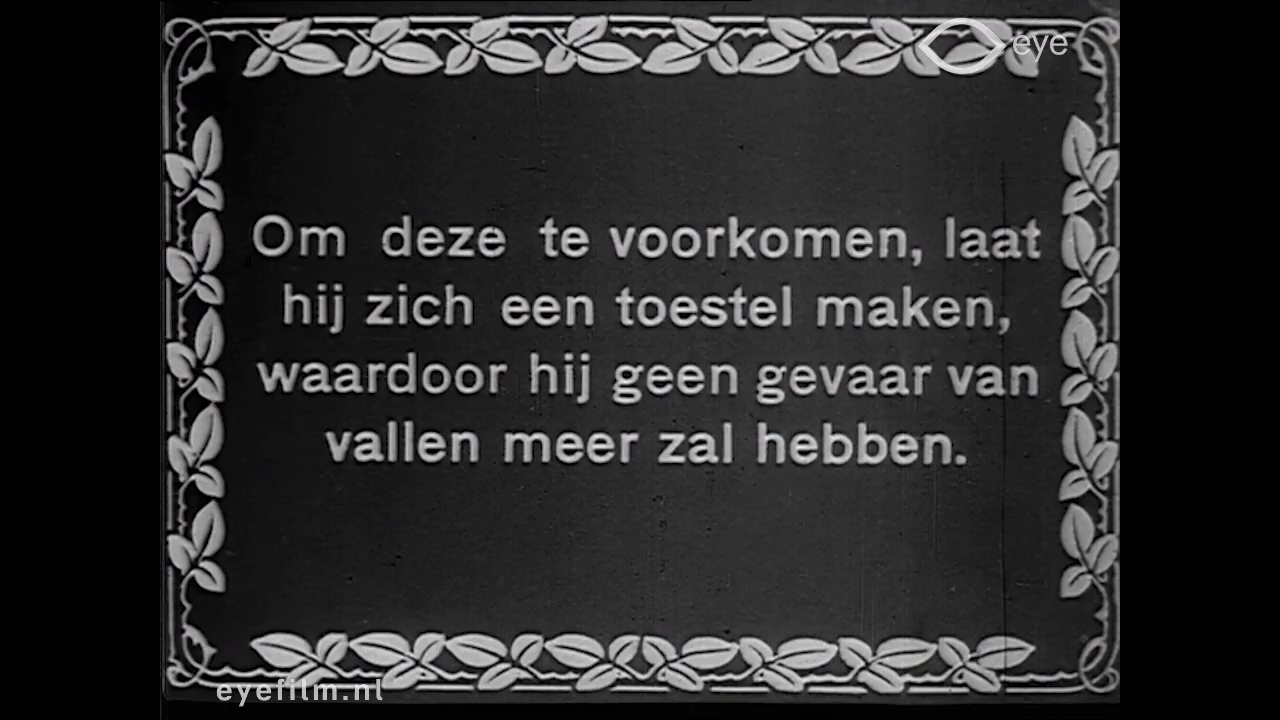 eye
Om deze te voorkomen, laat
hij zich een toestel maken,
waardoor hij geen gevaar van
vallen meer zal hebben.
eyefilm.nl